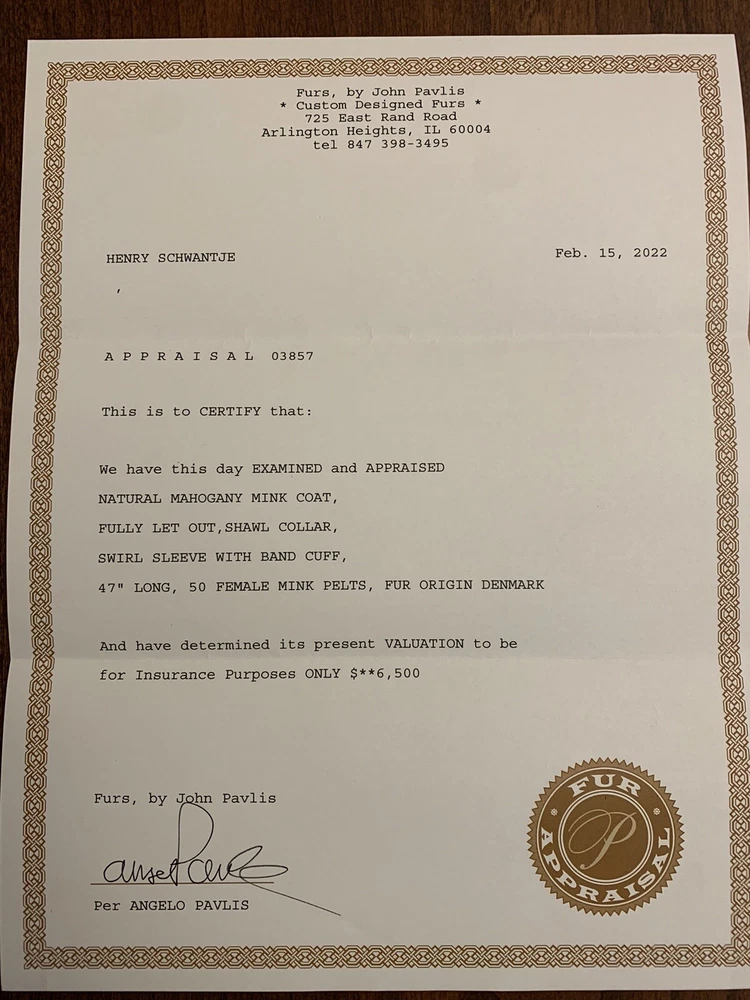 Furs, by John Pavlis
* Custom Designed Furs *
725 East Rand Road
Arlington Heights, IL 60004
tel 847 398-3495
HENRY SCHWANTJE
Feb. 15, 2022
,
A P P R A I S A L 03857
This is to CERTIFY that:
We have this day EXAMINED and APPRAISED
NATURAL MAHOGANY MINK COAT,
FULLY LET OUT,SHAWL COLLAR,
SWIRL SLEEVE WITH BAND CUFF,
47" LONG, 50 FEMALE MINK PELTS, FUR ORIGIN DENMARK
And have determined its present VALUATION to be
for Insurance Purposes ONLY $**6,500
Furs, by John Pavlis
Per ANGELO PAVLIS
FUR
P
APPRAISAL